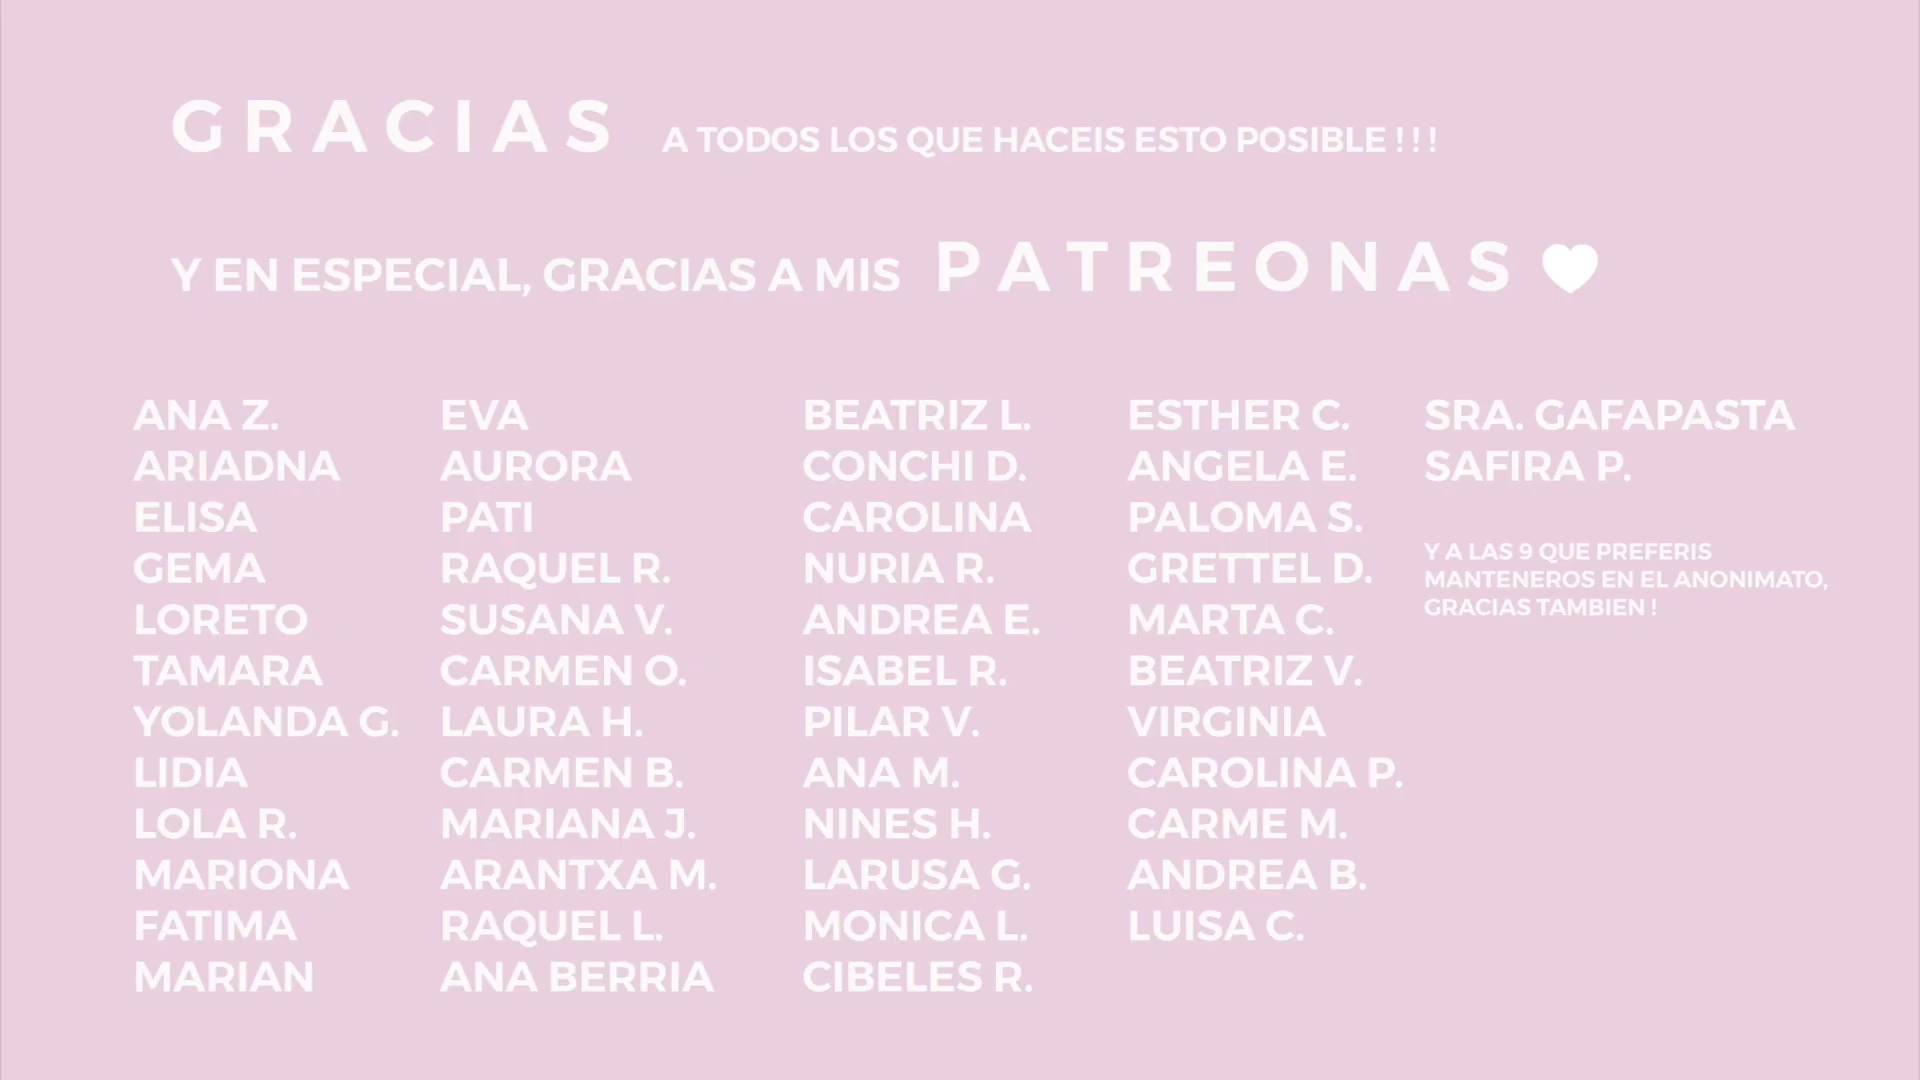 GRACIAS A TODOS LOS QUE HACEIS ESTO POSIBLE ! ! !
Y EN ESPECIAL, GRACIAS A MIS PATREONAS
ANA Z.
ARIADNA
ELISA
GEMA
LORETO
TAMARA
YOLANDA G.
LIDIA
LOLA R.
MARIONA
FATIMA
MARIAN
EVA
AURORA
PATI
RAQUEL R.
SUSANA V.
CARMEN O.
LAURA H.
CARMEN B.
MARIANA J.
ARANTXA M.
RAQUEL L.
ANA BERRIA
BEATRIZ L.
CONCHI D.
CAROLINA
NURIA R.
ANDREA E.
ISABEL R.
PILAR V.
ANA M.
NINES H.
LARUSA G.
MONICA L.
CIBELES R.
ESTHER C.
ANGELA E.
PALOMA S.
GRETTEL D.
MARTA C.
BEATRIZ V.
VIRGINIA
CAROLINA P.
CARME M.
ANDREA B.
LUISA C.
SRA. GAFAPASTA
SAFIRA P.
Y A LAS 9 QUE PREFERIS
MANTENEROS EN EL ANONIMATO,
GRACIAS TAMBIEN !